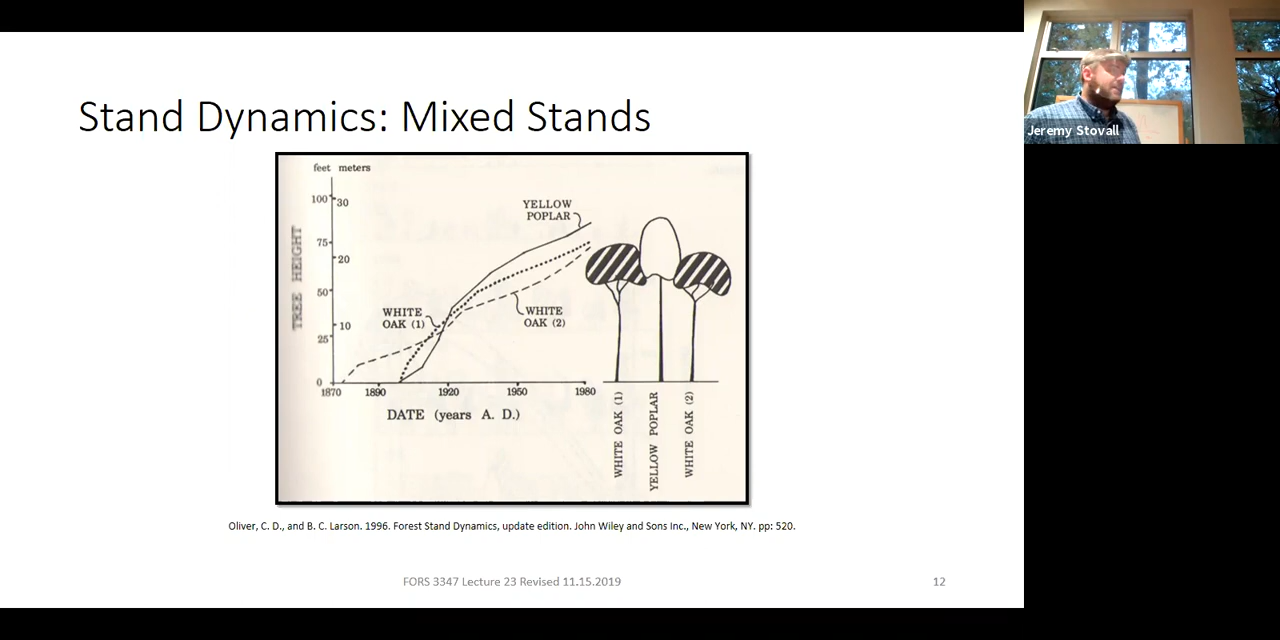 Stand Dynamics: Mixed Stands
feet meters
TREE HEIGHT
100 30
75
20
50
10
25
0
YELLOW
POPLAR
WHITE
OAK (1)
WHITE
OAK (2)
1870 1890 1920 1950 1980
DATE (years A. D.)
WHITE OAK (1)
YELLOW POPLAR
WHITE OAK (2)
Oliver, C. D., and B. C. Larson. 1996. Forest Stand Dynamics, update edition. John Wiley and Sons Inc., New York, NY. pp: 520.
FORS 3347 Lecture 23 Revised 11.15.2019
12
Jeremy Stovall